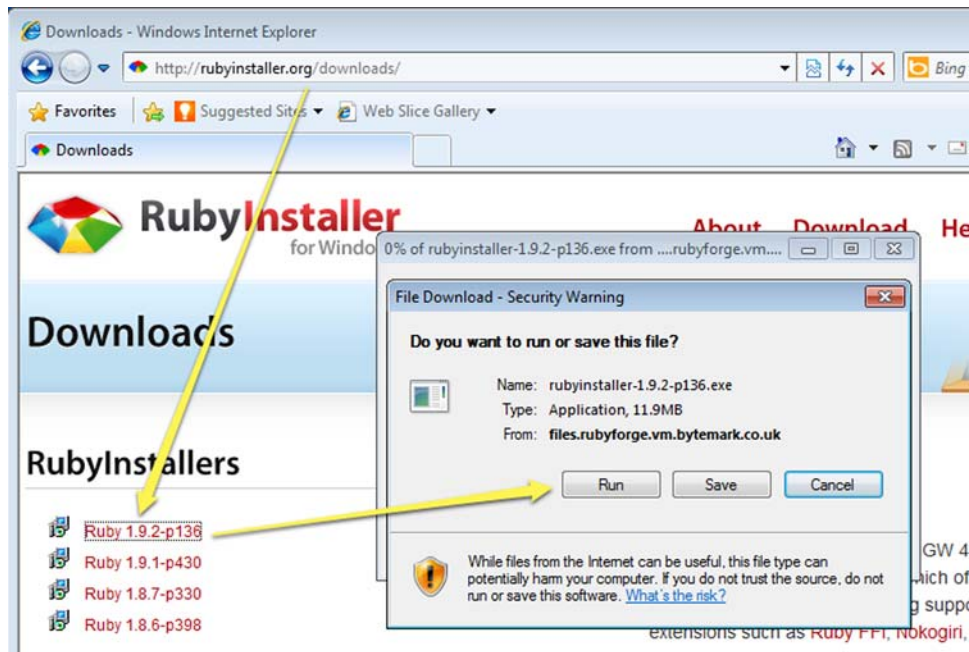 Downloads - Windows Internet Explorer
http://rubyinstaller.org/downloads/
Bing
Favorites Suggested Sites Web Slice Gallery
Downloads
RubyInstaller
for Windo
About Download He
0% of rubyinstaller-1.9.2-p136.exe from ....rubyforge.vm....
File Download - Security Warning
Downloads
Do you want to run or save this file?
Name: rubyinstaller-1.9.2-p136.exe
Type: Application, 11.9MB
From: files.rubyforge.vm.bytemark.co.uk
Run Save Cancel
RubyInstallers
Ruby 1.9.2-p136
Ruby 1.9.1-p430
Ruby 1.8.7-p330
Ruby 1.8.6-p398
While files from the Internet can be useful, this file type can
potentially harm your computer. If you do not trust the source, do not
run or save this software. What's the risk?
GW 4
hich of
g suppo
extensions such as Ruby FFI, Nokogiri,